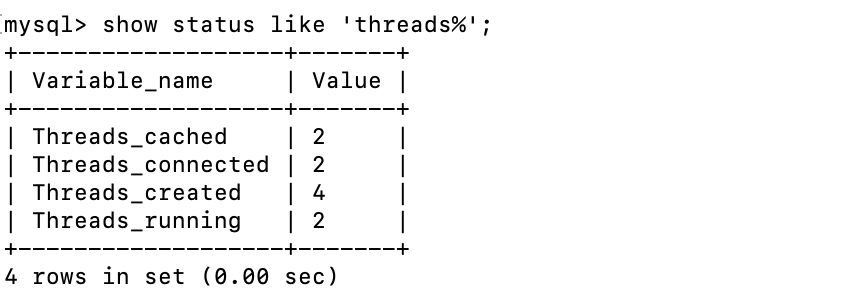 mysql> show status like 'threads%';
+-------------------+-------+
| Variable_name     | Value |
+-------------------+-------+
| Threads_cached    | 2     |
| Threads_connected | 2     |
| Threads_created   | 4     |
| Threads_running   | 2     |
+-------------------+-------+
4 rows in set (0.00 sec)